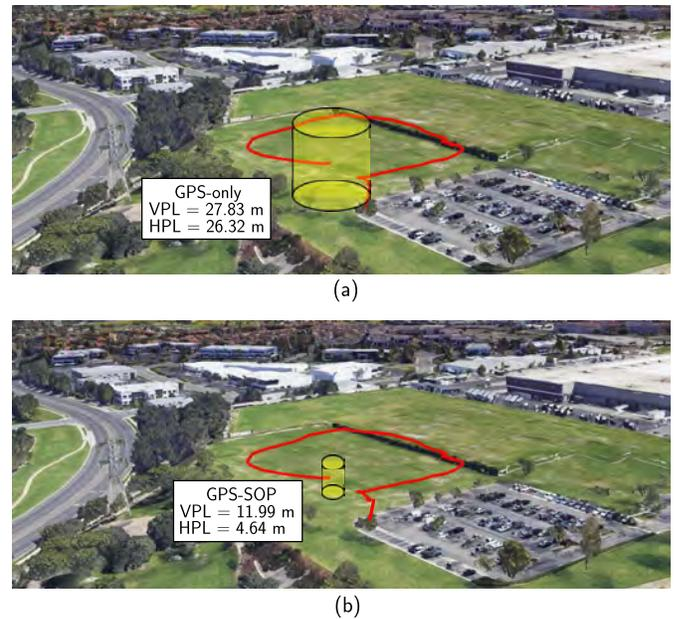 GPS-only
VPL = 27.83 m
HPL = 26.32 m
(a)
GPS-SOP
VPL = 11.99 m
HPL = 4.64 m
(b)